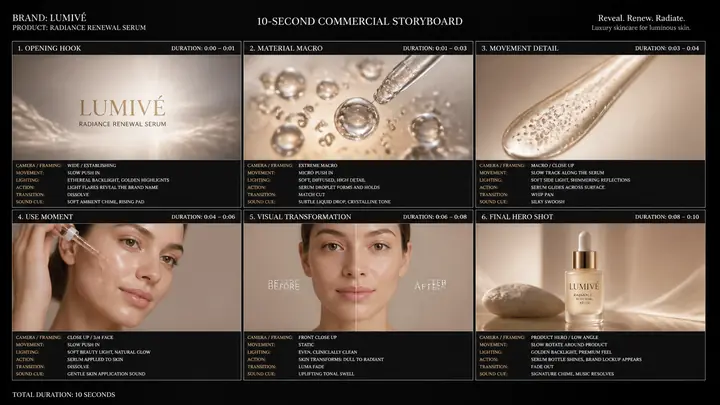 BRAND: LUMIVÉ
PRODUCT: RADIANCE RENEWAL SERUM
10-SECOND COMMERCIAL STORYBOARD
Reveal. Renew. Radiate.
Luxury skincare for luminous skin.
1. OPENING HOOK DURATION: 0:00 – 0:01
LUMIVÉ
RADIANCE RENEWAL SERUM
CAMERA / FRAMING: WIDE / ESTABLISHING
MOVEMENT: SLOW PUSH IN
LIGHTING: ETHEREAL BACKLIGHT, GOLDEN HIGHLIGHTS
ACTION: LIGHT FLARES REVEAL THE BRAND NAME
TRANSITION: DISSOLVE
SOUND CUE: SOFT AMBIENT CHIME, RISING PAD
2. MATERIAL MACRO DURATION: 0:01 – 0:03
CAMERA / FRAMING: EXTREME MACRO
MOVEMENT: MICRO PUSH IN
LIGHTING: SOFT, DIFFUSED, HIGH DETAIL
ACTION: SERUM DROPLET FORMS AND HOLDS
TRANSITION: MATCH CUT
SOUND CUE: SUBTLE LIQUID DROP, CRYSTALLINE TONE
3. MOVEMENT DETAIL DURATION: 0:03 – 0:04
CAMERA / FRAMING: MACRO / CLOSE UP
MOVEMENT: SLOW TRACK ALONG THE SERUM
LIGHTING: SOFT SIDE LIGHT, SHIMMERING REFLECTIONS
ACTION: SERUM GLIDES ACROSS SURFACE
TRANSITION: WHIP PAN
SOUND CUE: SILKY SWOOSH
4. USE MOMENT DURATION: 0:04 – 0:06
CAMERA / FRAMING: CLOSE UP / 3/4 FACE
MOVEMENT: SLOW PUSH IN
LIGHTING: SOFT BEAUTY LIGHT, NATURAL GLOW
ACTION: SERUM APPLIED TO SKIN
TRANSITION: DISSOLVE
SOUND CUE: GENTLE SKIN APPLICATION SOUND
5. VISUAL TRANSFORMATION DURATION: 0:06 – 0:08
BEFORE
AFTER
CAMERA / FRAMING: FRONT CLOSE UP
MOVEMENT: STATIC
LIGHTING: EVEN, CLINICALLY CLEAN
ACTION: SKIN TRANSFORMS DULL TO RADIANT
TRANSITION: LUMA FADE
SOUND CUE: UPLIFTING TONAL SWELL
6. FINAL HERO SHOT DURATION: 0:08 – 0:10
LUMIVÉ
CAMERA / FRAMING: PRODUCT HERO / LOW ANGLE
MOVEMENT: SLOW ROTATE AROUND PRODUCT
LIGHTING: GOLDEN BACKLIGHT, PREMIUM FEEL
ACTION: SERUM BOTTLE SHINES, BRAND LOCKUP APPEARS
TRANSITION: FADE OUT
SOUND CUE: SIGNATURE CHIME, MUSIC RESOLVES
TOTAL DURATION: 10 SECONDS